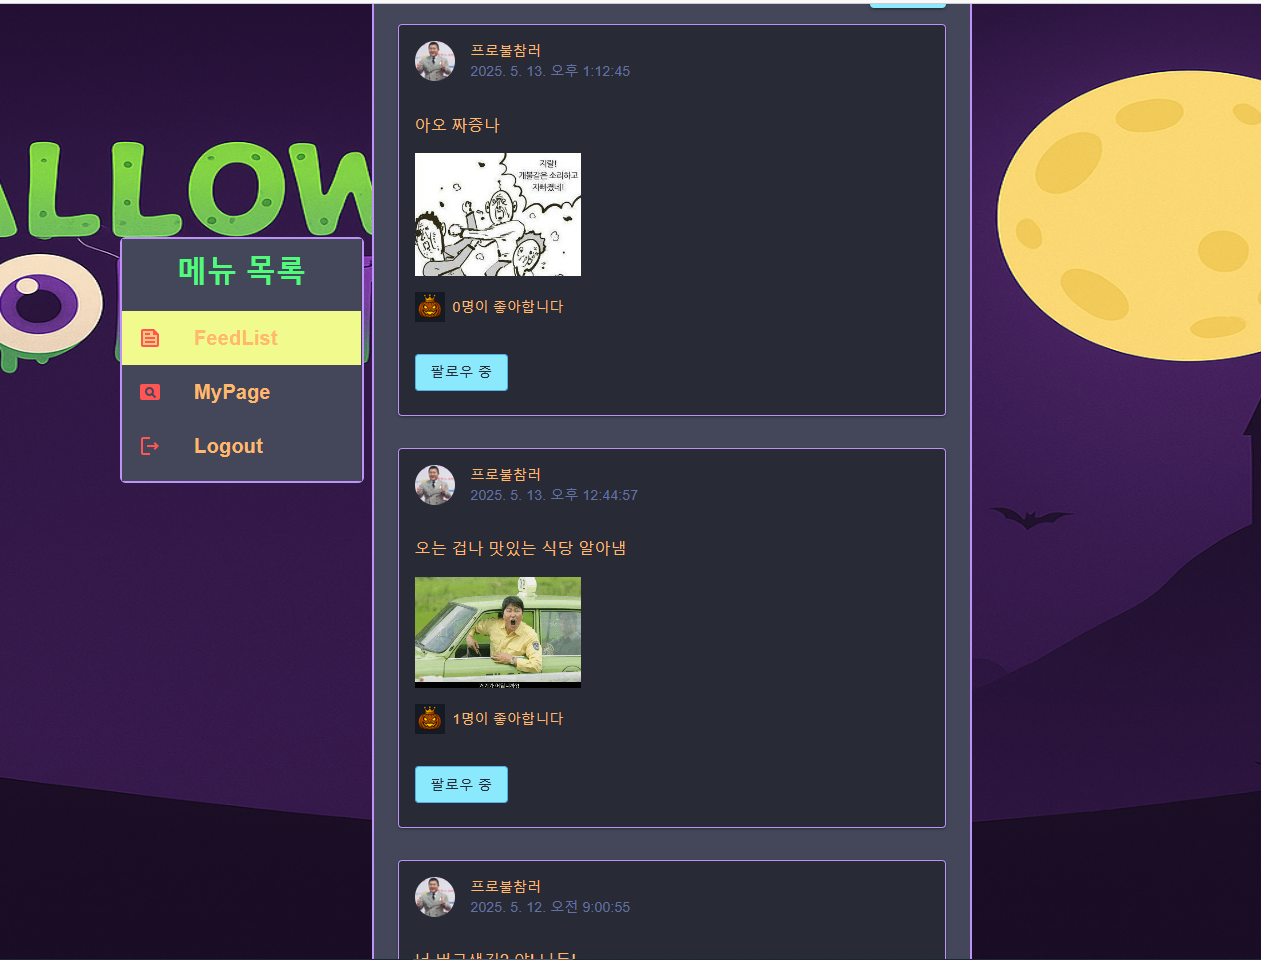 ALLOW
메뉴 목록
FeedList
MyPage
Logout
프로불참러
2025. 5. 13. 오후 1:12:45
아오 짜증나
지랄!
개불같은 소리하고
자빠졌네!
0명이 좋아합니다
팔로우 중
프로불참러
2025. 5. 13. 오후 12:44:57
오는 겁나 맛있는 식당 알아냄
1명이 좋아합니다
팔로우 중
프로불참러
2025. 5. 12. 오전 9:00:55